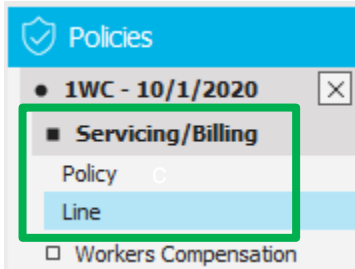 Policies
1WC - 10/1/2020
Servicing/Billing
Policy c
Line
Workers Compensation